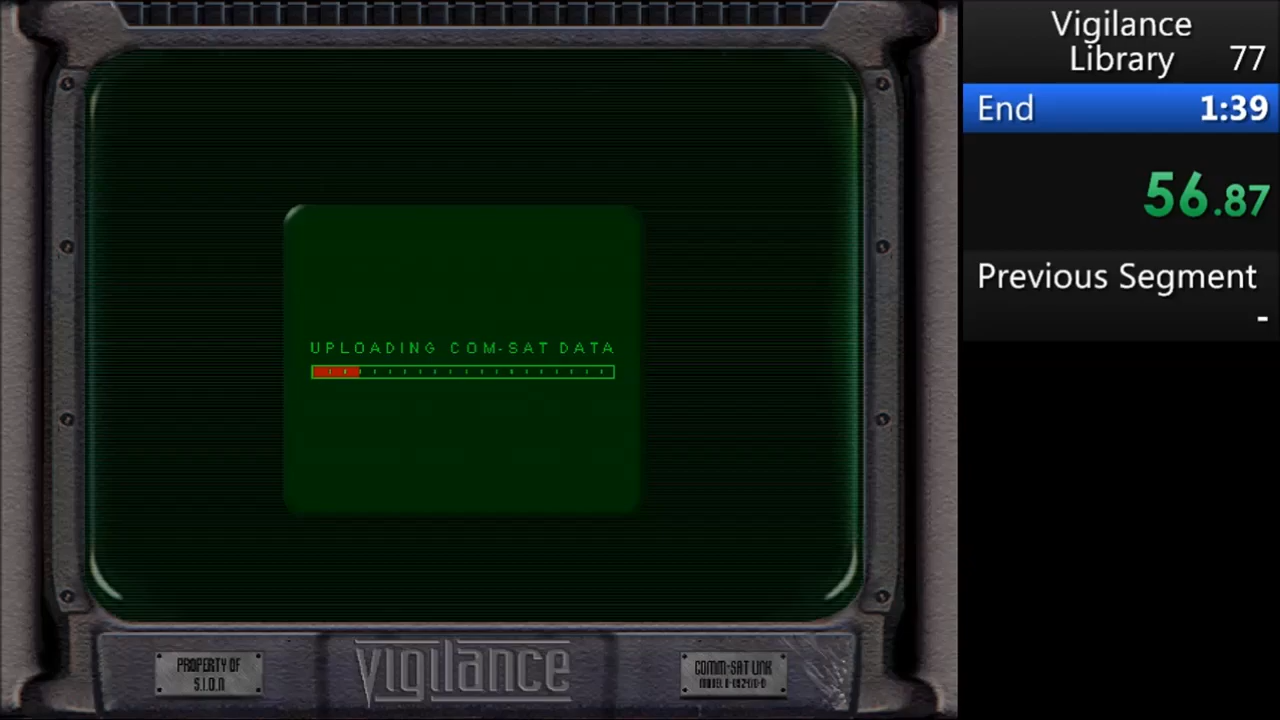 UPLOADING COM-SAT DATA
PROPERTY OF
S.I.O.N
vigilance
COMM-SAT LINK
Vigilance
Library 77
End 1:39
56.87
Previous Segment
-